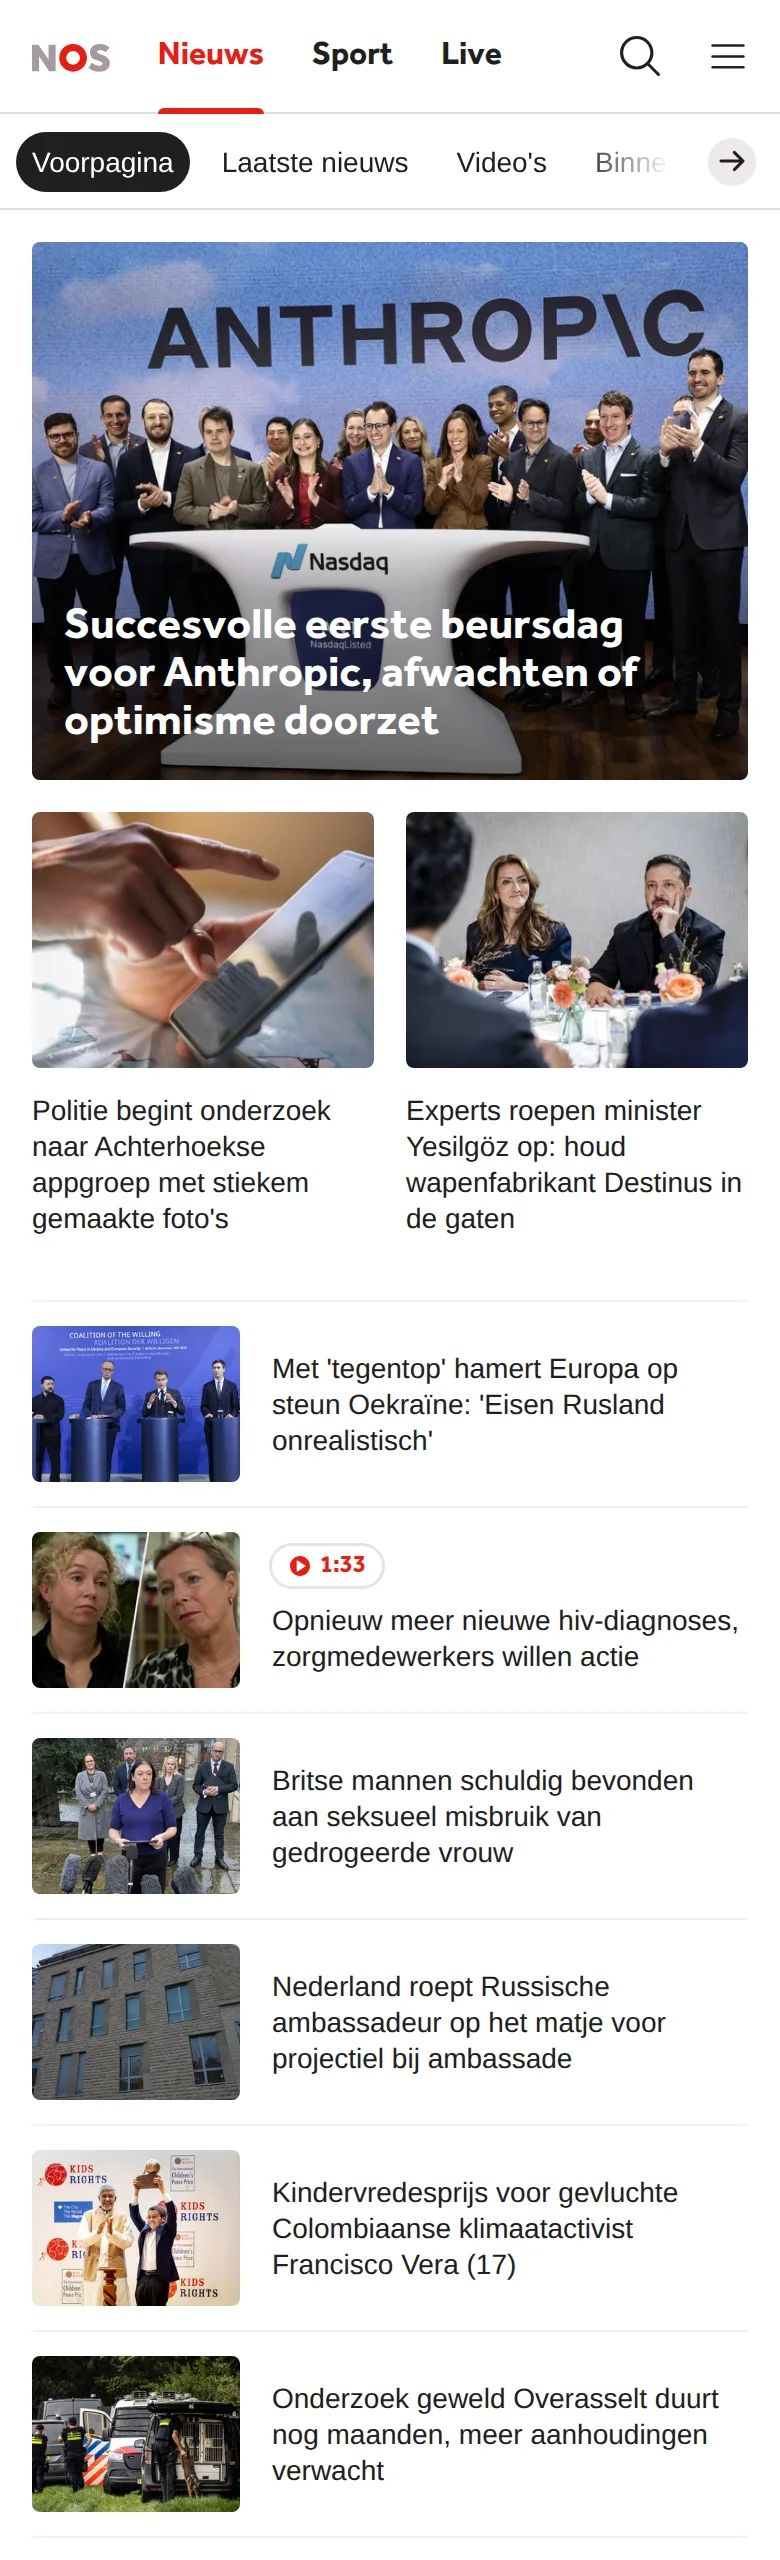 NOS
Nieuws
Sport
Live
Voorpagina
Laatste nieuws
Video's
Binne
ANTHROP\C
Nasdaq
NasdaqListed
Succesvolle eerste beursdag
voor Anthropic, afwachten of
optimisme doorzet
Politie begint onderzoek
naar Achterhoekse
appgroep met stiekem
gemaakte foto's
Experts roepen minister
Yesilgöz op: houd
wapenfabrikant Destinus in
de gaten
COALITION OF THE WILLING
KOALITION DER WILLIGEN
Met 'tegentop' hamert Europa op
steun Oekraïne: 'Eisen Rusland
onrealistisch'
1:33
Opnieuw meer nieuwe hiv-diagnoses,
zorgmedewerkers willen actie
Britse mannen schuldig bevonden
aan seksueel misbruik van
gedrogeerde vrouw
Nederland roept Russische
ambassadeur op het matje voor
projectiel bij ambassade
KIDS
RIGHTS
KIDS
RIGHTS
KIDS
RIGHTS
Kindervredesprijs voor gevluchte
Colombiaanse klimaatactivist
Francisco Vera (17)
Onderzoek geweld Overasselt duurt
nog maanden, meer aanhoudingen
verwacht